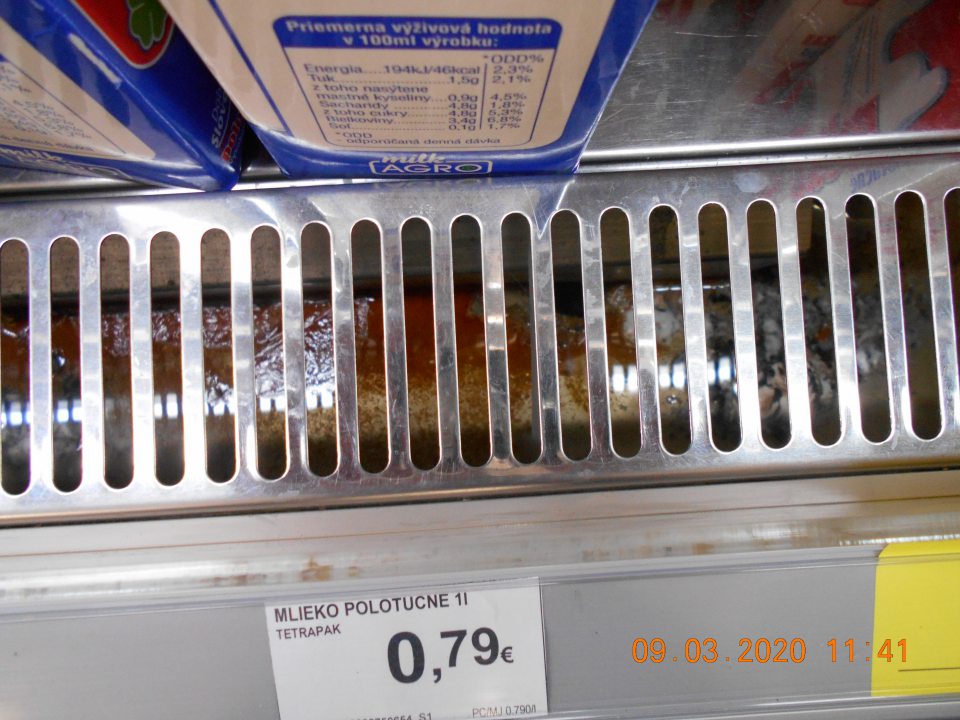 Priemerna výživová hodnota
v 100ml výrobku:
*ODD%
Energia....194kJ/46kcal 2,3%
Tuk..................1,5g 2,1%
z toho nasýtene
mastné kyseliny....0,9g 4,5%
Sacharidy ..........4,8g 1,8%
z toho cukry........4,8g 5,3%
Bielkoviny..........3,4g 6,8%
Soľ..................0,1g 1,7%
*ODD
- odporúčaná denná dávka
milk
AGRO
MLIEKO POLOTUCNE 1l
TETRAPAK
0,79€
S1 PC/MJ 0.790/l
09.03.2020 11:41